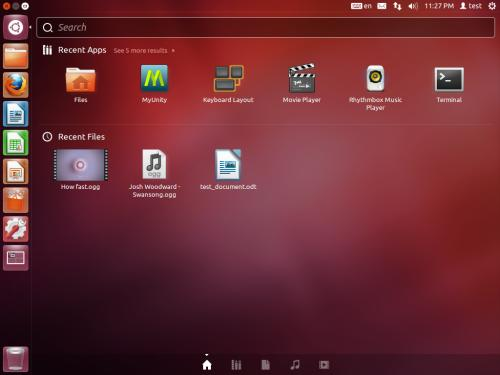 en 11:27 PM test
Search
Recent Apps See 5 more results
Files MyUnity Keyboard Layout Movie Player Rhythmbox Music Player Terminal
Recent Files
How fast.ogg Josh Woodward - Swansong.ogg test_document.odt
ogg